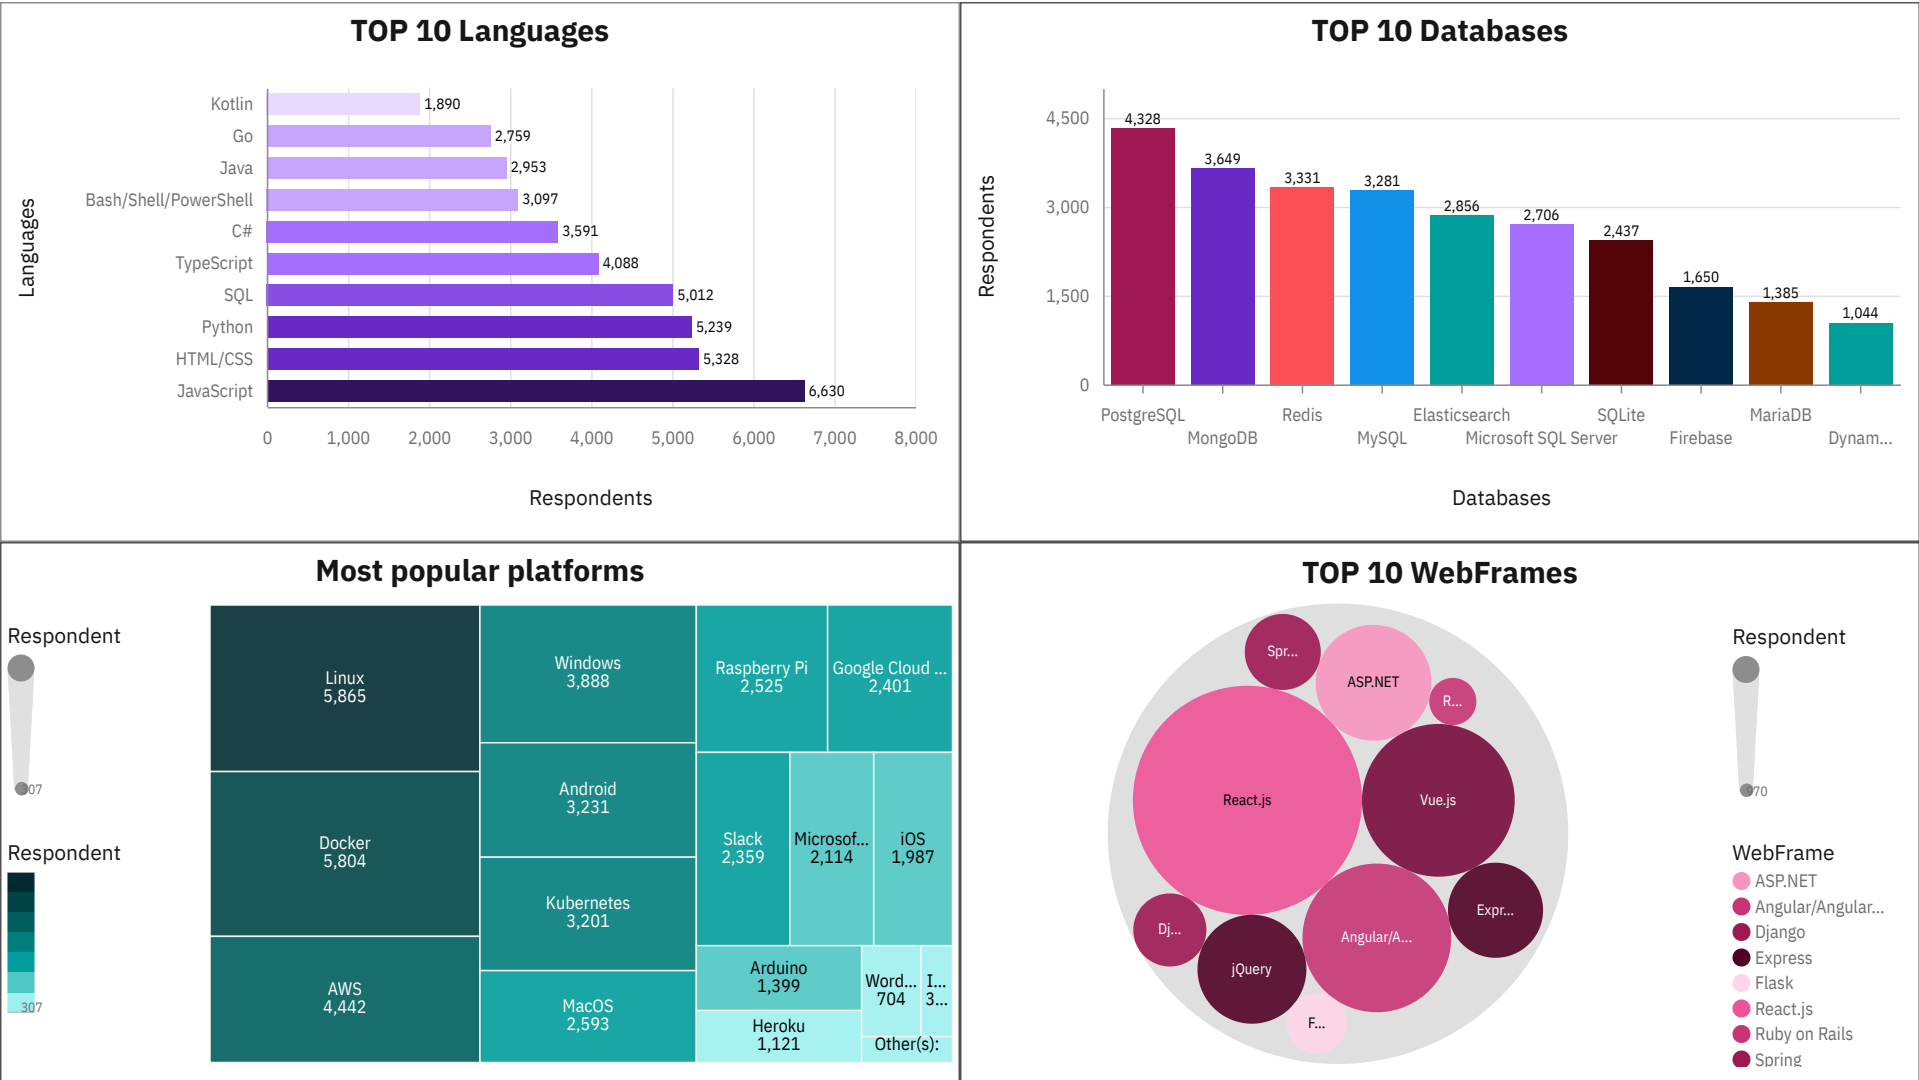 TOP 10 Languages
Languages
Kotlin
1,890
Go
2,759
Java
2,953
Bash/Shell/PowerShell
3,097
C#
3,591
TypeScript
4,088
SQL
5,012
Python
5,239
HTML/CSS
5,328
JavaScript
6,630
0 1,000 2,000 3,000 4,000 5,000 6,000 7,000 8,000
Respondents
TOP 10 Databases
Respondents
4,500
3,000
1,500
0
4,328
3,649
3,331
3,281
2,856
2,706
2,437
1,650
1,385
1,044
PostgreSQL Redis Elasticsearch SQLite MariaDB
MongoDB MySQL Microsoft SQL Server Firebase Dynam...
Databases
Most popular platforms
Respondent
307
Respondent
307
Linux
5,865
Docker
5,804
AWS
4,442
Windows
3,888
Android
3,231
Kubernetes
3,201
MacOS
2,593
Raspberry Pi
2,525
Google Cloud ...
2,401
Slack
2,359
Microsof...
2,114
iOS
1,987
Arduino
1,399
Heroku
1,121
Word...
704
I...
3...
Other(s):
TOP 10 WebFrames
Spr...
ASP.NET
R...
React.js
Vue.js
Expr...
Dj...
Angular/A...
jQuery
F...
Respondent
970
WebFrame
ASP.NET
Angular/Angular...
Django
Express
Flask
React.js
Ruby on Rails
Spring